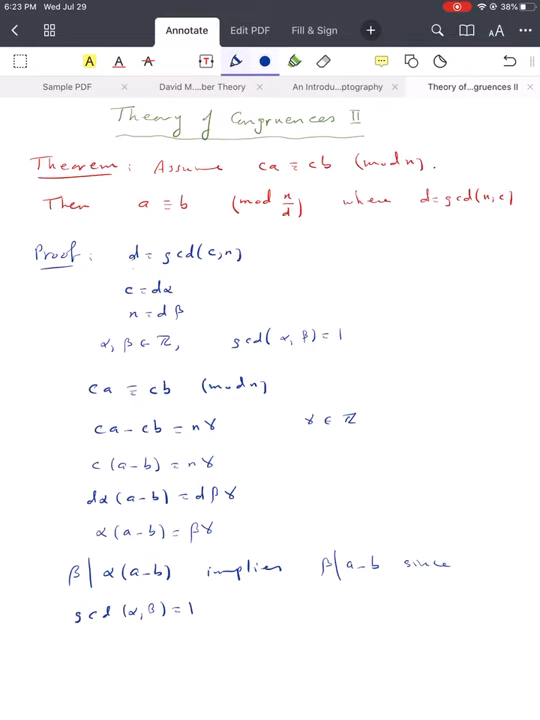 6:23 PM Wed Jul 29 38%
Annotate Edit PDF Fill & Sign
Sample PDF David M....ber Theory An Introdu...ptography Theory of...gruences II
Theory of Congruences II
Theorem: Assume ca ≡ cb (mod n).
Then a ≡ b (mod n/d) where d = gcd(n, c)
Proof: d = gcd(c, n)
c = dα
n = dβ
α, β ∈ ℤ, gcd(α, β) = 1
ca ≡ cb (mod n)
ca - cb = nγ γ ∈ ℤ
c(a-b) = nγ
dα(a-b) = dβγ
α(a-b) = βγ
β | α(a-b) implies β | a-b since
gcd(α, β) = 1